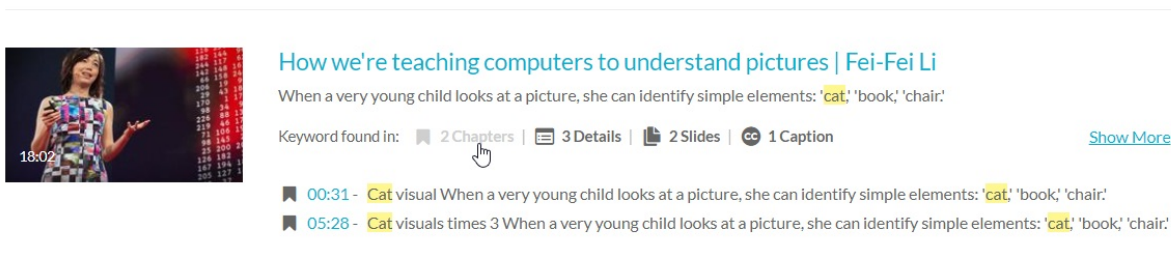 How we're teaching computers to understand pictures | Fei-Fei Li
When a very young child looks at a picture, she can identify simple elements: 'cat,' 'book,' 'chair.'
Keyword found in: 2 Chapters | 3 Details | 2 Slides | CC 1 Caption Show More
18:02
00:31 - Cat visual When a very young child looks at a picture, she can identify simple elements: 'cat,' 'book,' 'chair.'
05:28 - Cat visuals times 3 When a very young child looks at a picture, she can identify simple elements: 'cat,' 'book,' 'chair.'